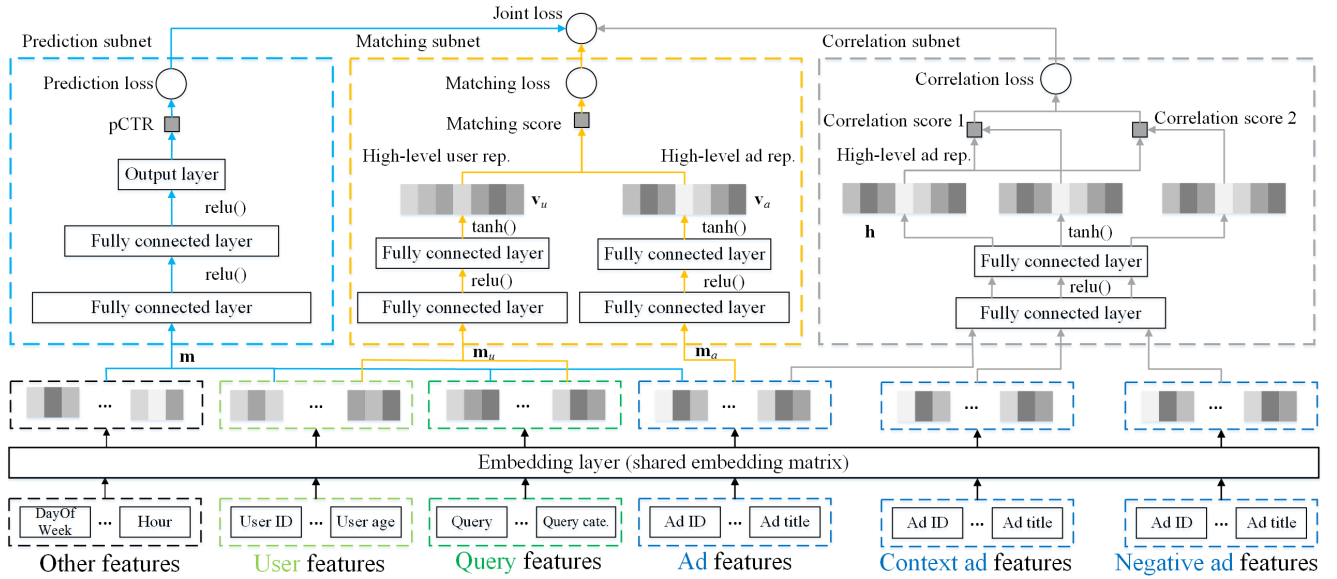 Joint loss
Prediction subnet
Matching subnet
Correlation subnet
Prediction loss
Matching loss
Correlation loss
pCTR
Matching score
Correlation score 1
Correlation score 2
High-level user rep.
High-level ad rep.
High-level ad rep.
Output layer
v_u
v_a
relu()
tanh()
tanh()
h
tanh()
Fully connected layer
Fully connected layer
Fully connected layer
Fully connected layer
relu()
relu()
relu()
relu()
Fully connected layer
Fully connected layer
Fully connected layer
Fully connected layer
m
m_u
m_a
... ... ... ... ... ...
Embedding layer (shared embedding matrix)
DayOf
Week
...
Hour
User ID ... User age
Query ... Query cate.
Ad ID ... Ad title
Ad ID ... Ad title
Ad ID ... Ad title
Other features
User features
Query features
Ad features
Context ad features
Negative ad features